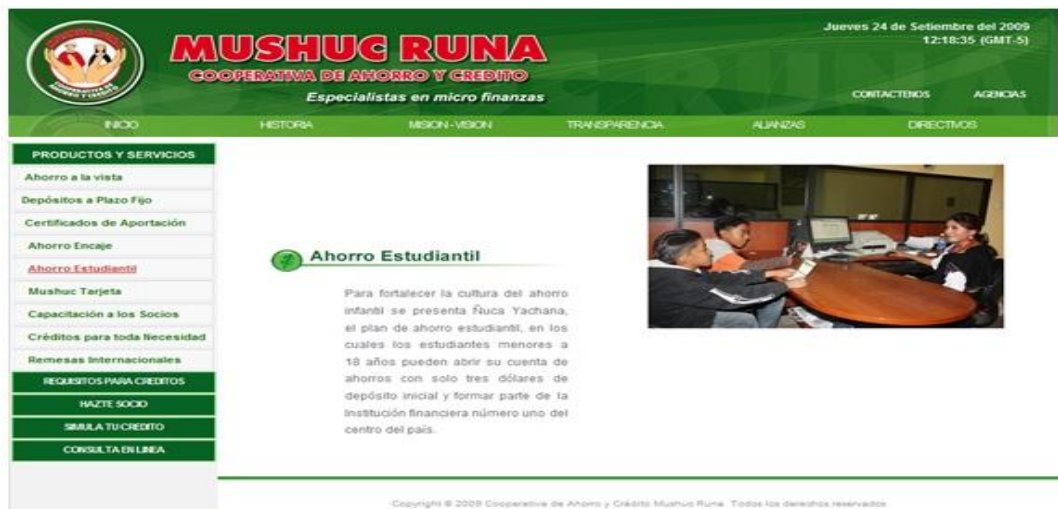 Jueves 24 de Setiembre del 2009
12:18:35 (GMT-5)
MUSHUC RUNA
COOPERATIVA DE AHORRO Y CREDITO
Especialistas en micro finanzas
CONTACTENOS AGENCIAS
INICIO HISTORIA MISION-VISION TRANSPARENCIA ALIANZAS DIRECTIVOS
PRODUCTOS Y SERVICIOS
Ahorro a la vista
Depósitos a Plazo Fijo
Certificados de Aportación
Ahorro Encaje
Ahorro Estudiantil
Mushuc Tarjeta
Capacitación a los Socios
Créditos para toda Necesidad
Remesas Internacionales
REQUISITOS PARA CREDITOS
HAZTE SOCIO
SIMULA TU CREDITO
CONSULTA EN LINEA
Ahorro Estudiantil
Para fortalecer la cultura del ahorro
infantil se presenta Ñuca Yachana,
el plan de ahorro estudiantil, en los
cuales los estudiantes menores a
18 años pueden abrir su cuenta de
ahorros con solo tres dólares de
depósito inicial y formar parte de la
Institución financiera número uno del
centro del país.
Copyright © 2009 Cooperativa de Ahorro y Crédito Mushuc Runa. Todos los derechos reservados